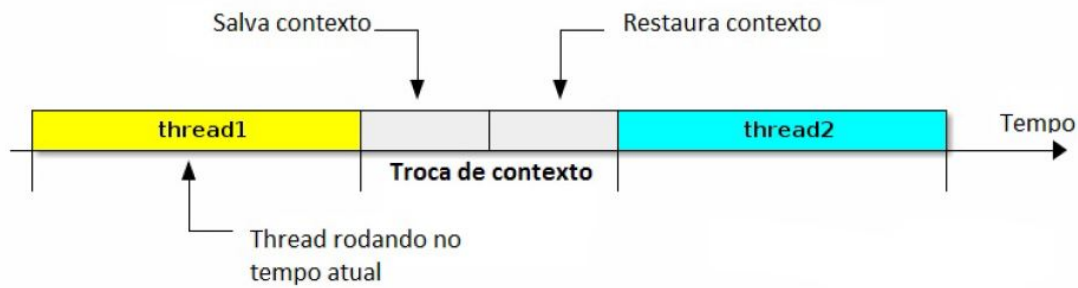 Salva contexto
Restaura contexto
thread1
thread2
Tempo
Troca de contexto
Thread rodando no
tempo atual